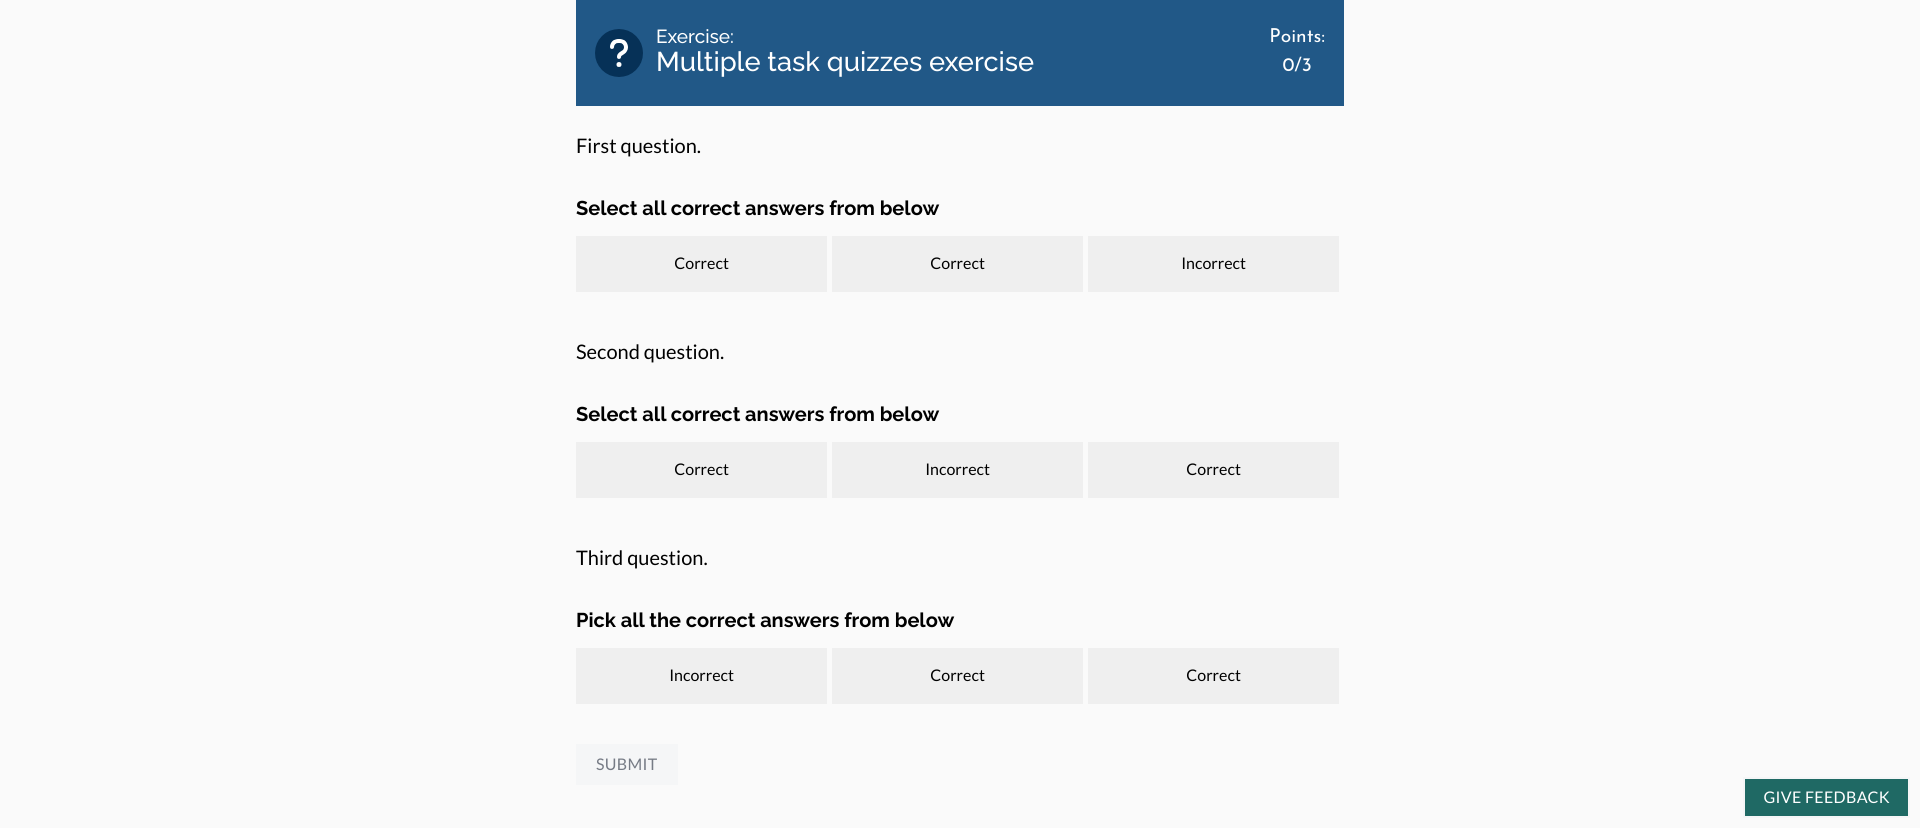 ?
Exercise:
Multiple task quizzes exercise
Points:
0/3
First question.
Select all correct answers from below
Correct
Correct
Incorrect
Second question.
Select all correct answers from below
Correct
Incorrect
Correct
Third question.
Pick all the correct answers from below
Incorrect
Correct
Correct
SUBMIT
GIVE FEEDBACK